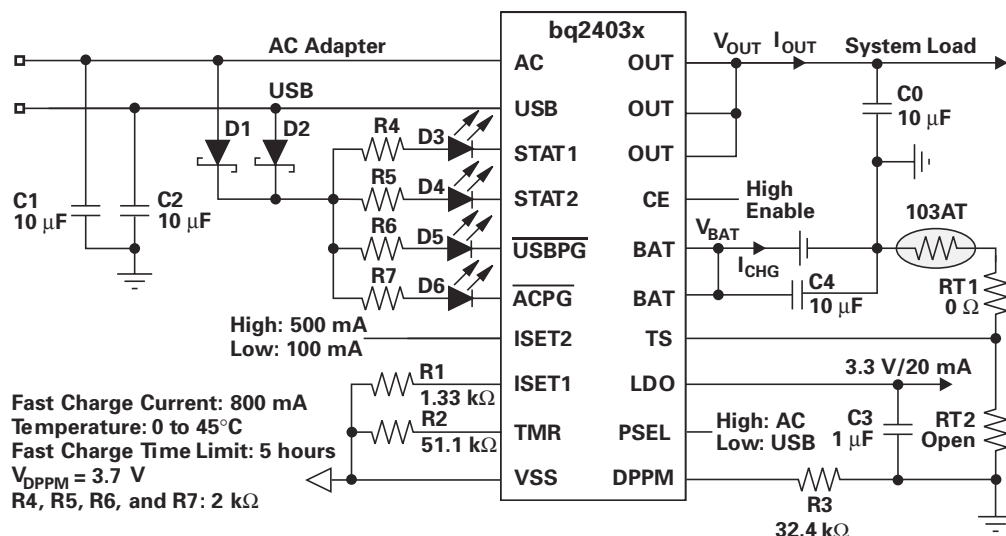 bq2403x
AC Adapter
USB
D1
D2
R4
D3
R5
D4
R6
D5
R7
D6
C1
10 μF
C2
10 μF
High: 500 mA
Low: 100 mA
R1
1.33 kΩ
R2
51.1 kΩ
Fast Charge Current: 800 mA
Temperature: 0 to 45°C
Fast Charge Time Limit: 5 hours
VDPPM = 3.7 V
R4, R5, R6, and R7: 2 kΩ
AC
USB
STAT1
STAT2
USBPG
ACPG
ISET2
ISET1
TMR
VSS
OUT
OUT
OUT
CE
BAT
BAT
TS
LDO
PSEL
DPPM
VOUT
IOUT
System Load
C0
10 μF
High
Enable
103AT
VBAT
ICHG
C4
10 μF
RT1
0 Ω
3.3 V/20 mA
High: AC
Low: USB
C3
1 μF
RT2
Open
R3
32.4 kΩ